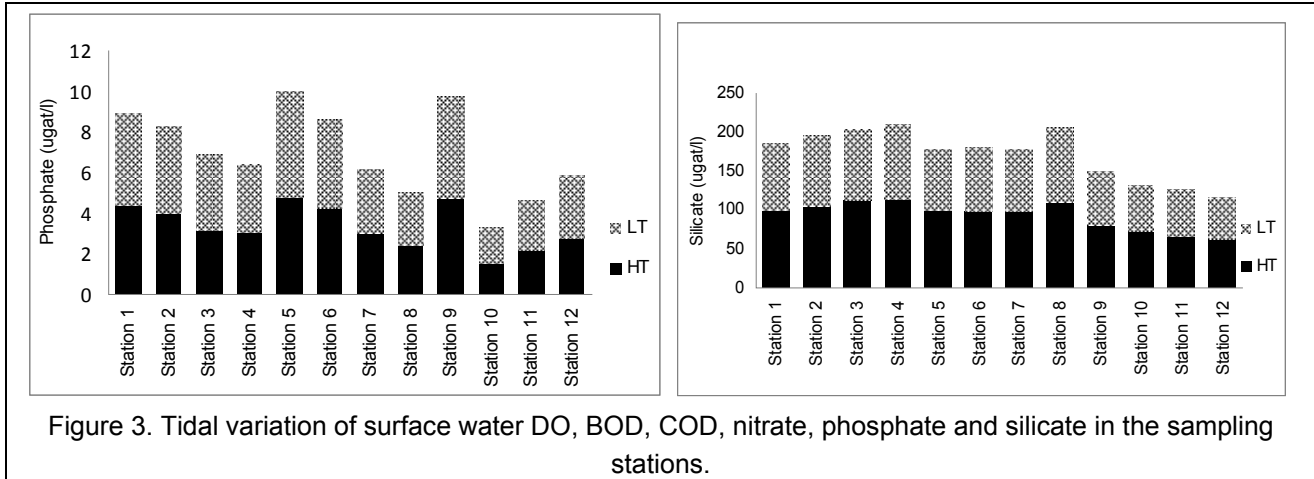 Phosphate (ugat/l)
12
10
8
6
4
2
0
Station 1
Station 2
Station 3
Station 4
Station 5
Station 6
Station 7
Station 8
Station 9
Station 10
Station 11
Station 12
LT
HT
Silicate (ugat/l)
250
200
150
100
50
0
Station 1
Station 2
Station 3
Station 4
Station 5
Station 6
Station 7
Station 8
Station 9
Station 10
Station 11
Station 12
LT
HT
Figure 3. Tidal variation of surface water DO, BOD, COD, nitrate, phosphate and silicate in the sampling
stations.